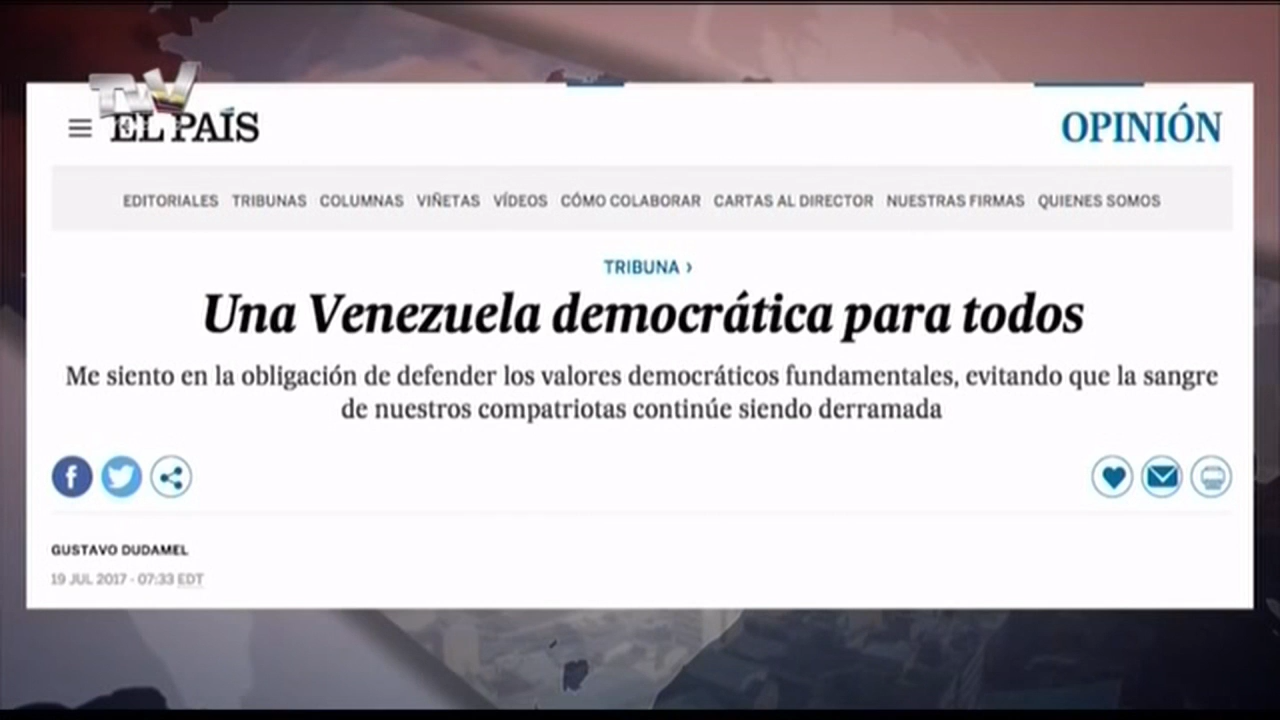 TVV
EL PAÍS
OPINIÓN
EDITORIALES TRIBUNAS COLUMNAS VIÑETAS VÍDEOS CÓMO COLABORAR CARTAS AL DIRECTOR NUESTRAS FIRMAS QUIENES SOMOS
TRIBUNA ›
Una Venezuela democrática para todos
Me siento en la obligación de defender los valores democráticos fundamentales, evitando que la sangre
de nuestros compatriotas continúe siendo derramada
GUSTAVO DUDAMEL
19 JUL 2017 - 07:33 EDT